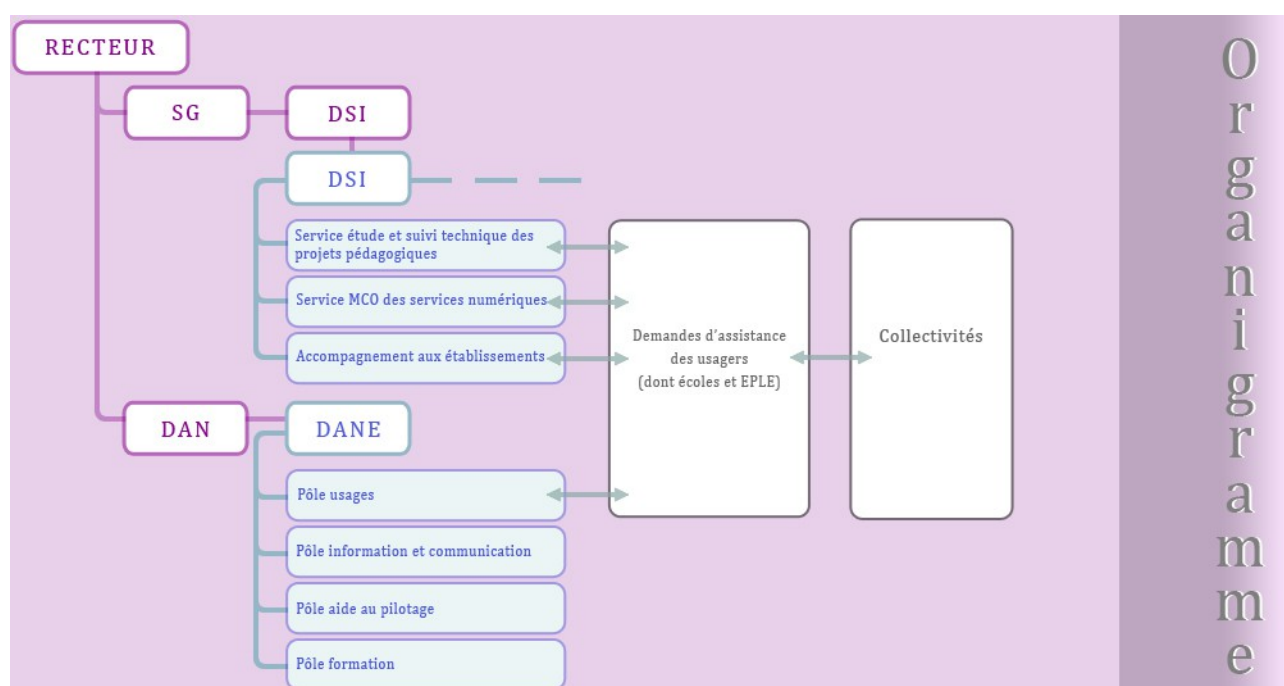 RECTEUR
SG
DSI
DSI
Service étude et suivi technique des
projets pédagogiques
Service MCO des services numériques
Accompagnement aux établissements
Demandes d'assistance
des usagers
(dont écoles et EPLE)
Collectivités
DAN
DANE
Pôle usages
Pôle information et communication
Pôle aide au pilotage
Pôle formation
Organigramme